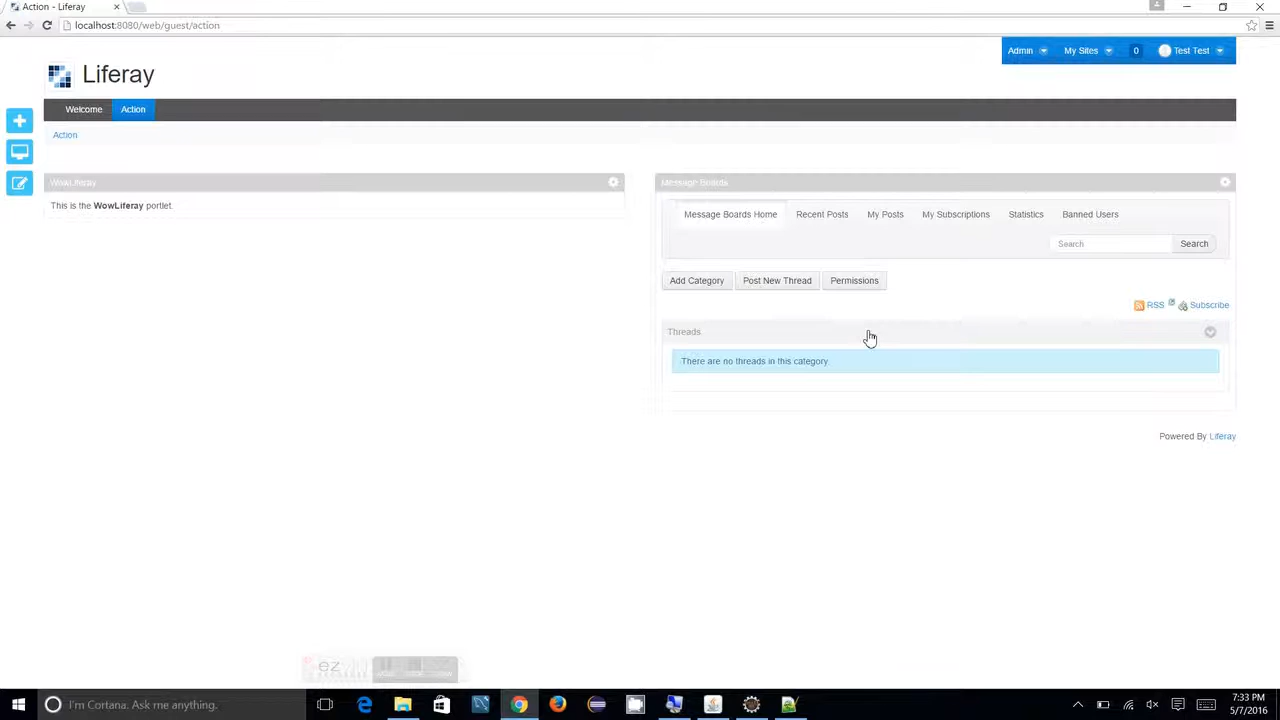 Action - Liferay
localhost:8080/web/guest/action
Admin My Sites 0 Test Test
Liferay
Welcome Action
Action
WowLiferay
This is the WowLiferay portlet.
Message Boards
Message Boards Home Recent Posts My Posts My Subscriptions Statistics Banned Users
Search Search
Add Category Post New Thread Permissions
RSS Subscribe
Threads
There are no threads in this category.
Powered By Liferay
ez
I'm Cortana. Ask me anything.
7:33 PM
5/7/2016